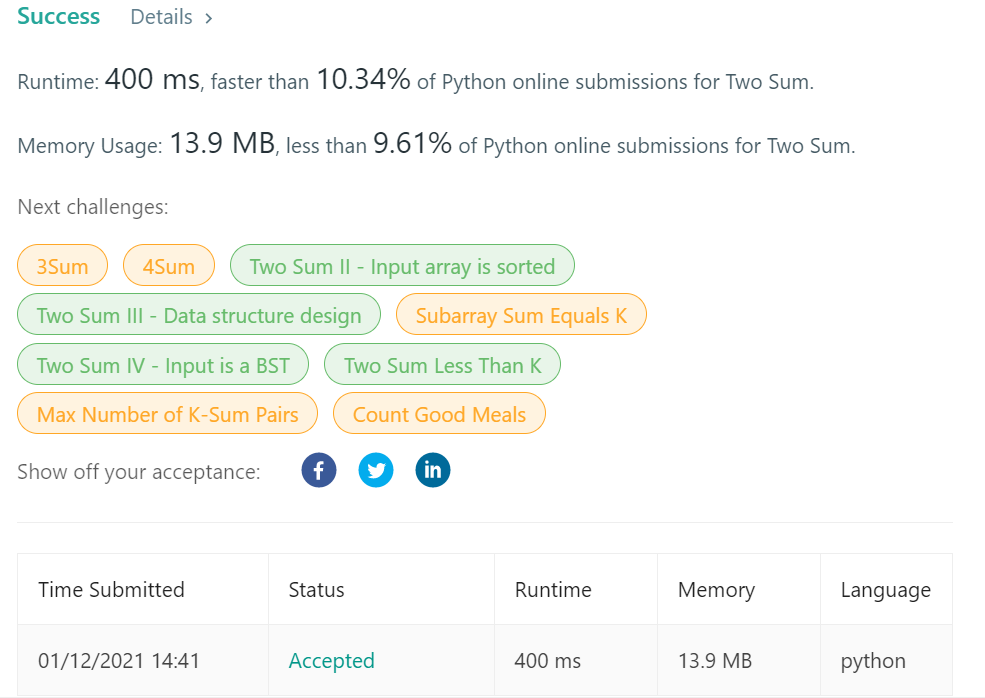 Success Details >
Runtime: 400 ms, faster than 10.34% of Python online submissions for Two Sum.
Memory Usage: 13.9 MB, less than 9.61% of Python online submissions for Two Sum.
Next challenges:
3Sum 4Sum Two Sum II - Input array is sorted
Two Sum III - Data structure design Subarray Sum Equals K
Two Sum IV - Input is a BST Two Sum Less Than K
Max Number of K-Sum Pairs Count Good Meals
Show off your acceptance: f in
Time Submitted Status Runtime Memory Language
01/12/2021 14:41 Accepted 400 ms 13.9 MB python